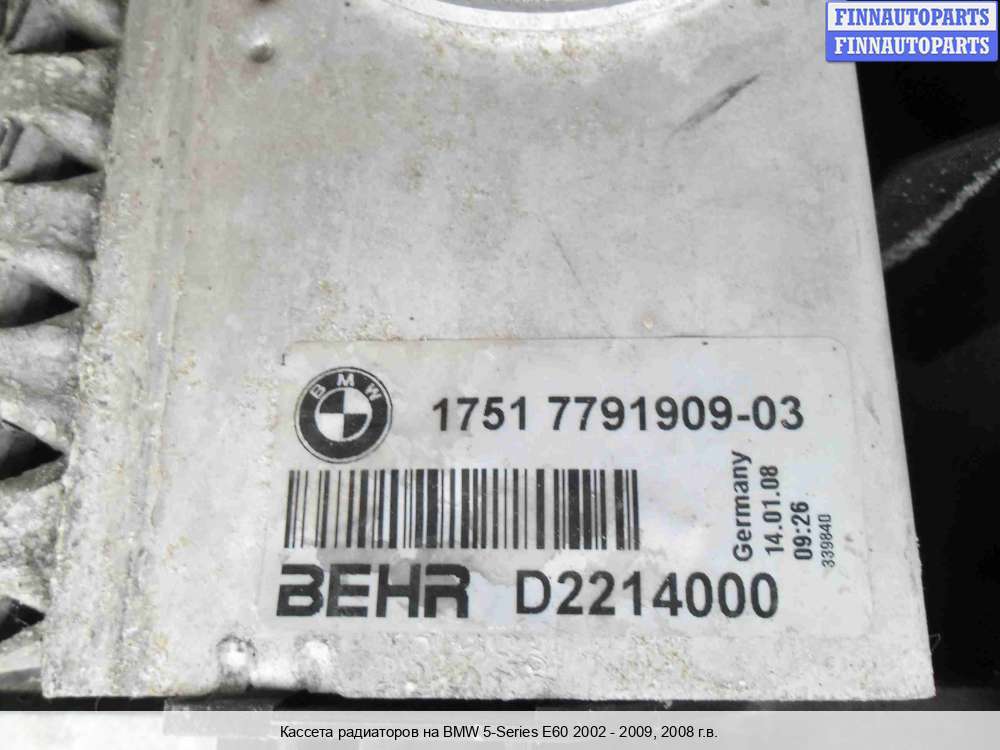 FINNAUTOPARTS
FINNAUTOPARTS
BMW
1751 7791909-03
Germany
14.01.08
09:26
339840
BEHR D2214000
Кассета радиаторов на BMW 5-Series E60 2002 - 2009, 2008 г.в.